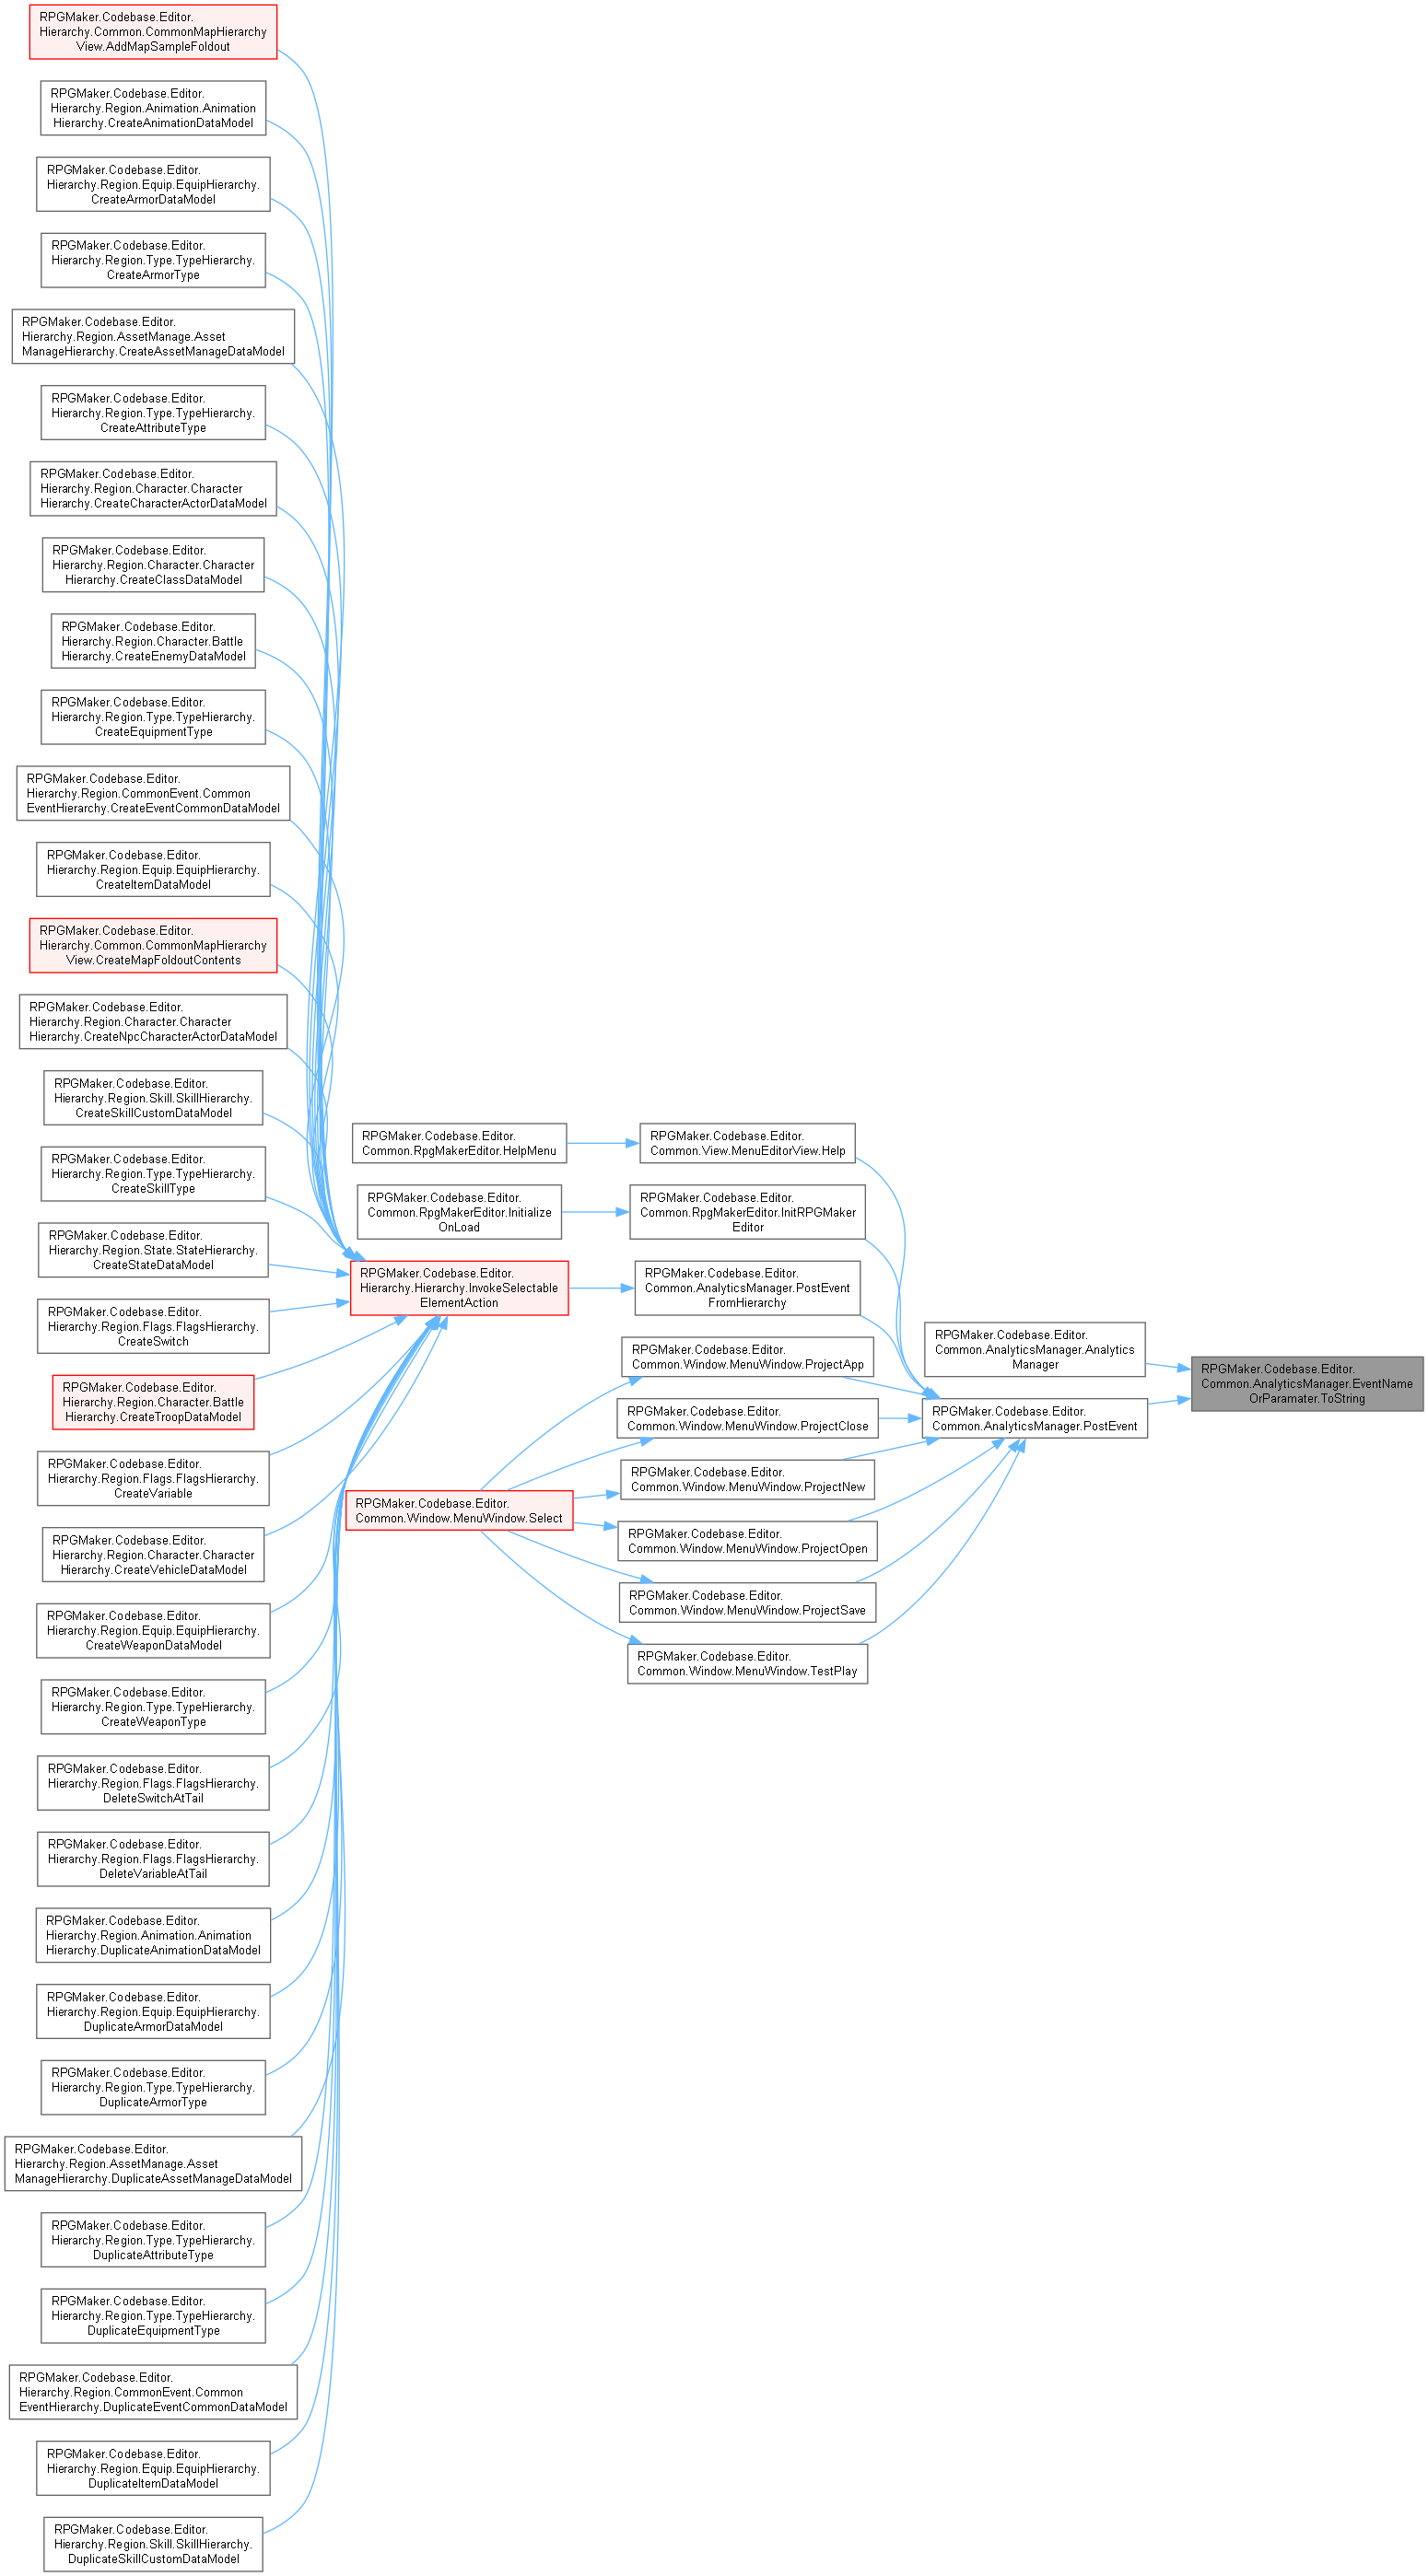 RPGMaker.Codebase.Editor.
Hierarchy.Common.CommonMapHierarchy
View.AddMapSampleFoldout
RPGMaker.Codebase.Editor.
Hierarchy.Region.Animation.Animation
Hierarchy.CreateAnimationDataModel
RPGMaker.Codebase.Editor.
Hierarchy.Region.Equip.EquipHierarchy.
CreateArmorDataModel
RPGMaker.Codebase.Editor.
Hierarchy.Region.Type.TypeHierarchy.
CreateArmorType
RPGMaker.Codebase.Editor.
Hierarchy.Region.AssetManage.Asset
ManageHierarchy.CreateAssetManageDataModel
RPGMaker.Codebase.Editor.
Hierarchy.Region.Type.TypeHierarchy.
CreateAttributeType
RPGMaker.Codebase.Editor.
Hierarchy.Region.Character.Character
Hierarchy.CreateCharacterActorDataModel
RPGMaker.Codebase.Editor.
Hierarchy.Region.Character.Character
Hierarchy.CreateClassDataModel
RPGMaker.Codebase.Editor.
Hierarchy.Region.Character.Battle
Hierarchy.CreateEnemyDataModel
RPGMaker.Codebase.Editor.
Hierarchy.Region.Type.TypeHierarchy.
CreateEquipmentType
RPGMaker.Codebase.Editor.
Hierarchy.Region.CommonEvent.Common
EventHierarchy.CreateEventCommonDataModel
RPGMaker.Codebase.Editor.
Hierarchy.Region.Equip.EquipHierarchy.
CreateItemDataModel
RPGMaker.Codebase.Editor.
Hierarchy.Common.CommonMapHierarchy
View.CreateMapFoldoutContents
RPGMaker.Codebase.Editor.
Hierarchy.Region.Character.Character
Hierarchy.CreateNpcCharacterActorDataModel
RPGMaker.Codebase.Editor.
Hierarchy.Region.Skill.SkillHierarchy.
CreateSkillCustomDataModel
RPGMaker.Codebase.Editor.
Hierarchy.Region.Type.TypeHierarchy.
CreateSkillType
RPGMaker.Codebase.Editor.
Hierarchy.Region.State.StateHierarchy.
CreateStateDataModel
RPGMaker.Codebase.Editor.
Hierarchy.Region.Flags.FlagsHierarchy.
CreateSwitch
RPGMaker.Codebase.Editor.
Hierarchy.Region.Character.Battle
Hierarchy.CreateTroopDataModel
RPGMaker.Codebase.Editor.
Hierarchy.Region.Flags.FlagsHierarchy.
CreateVariable
RPGMaker.Codebase.Editor.
Hierarchy.Region.Character.Character
Hierarchy.CreateVehicleDataModel
RPGMaker.Codebase.Editor.
Hierarchy.Region.Equip.EquipHierarchy.
CreateWeaponDataModel
RPGMaker.Codebase.Editor.
Hierarchy.Region.Type.TypeHierarchy.
CreateWeaponType
RPGMaker.Codebase.Editor.
Hierarchy.Region.Flags.FlagsHierarchy.
DeleteSwitchAtTail
RPGMaker.Codebase.Editor.
Hierarchy.Region.Flags.FlagsHierarchy.
DeleteVariableAtTail
RPGMaker.Codebase.Editor.
Hierarchy.Region.Animation.Animation
Hierarchy.DuplicateAnimationDataModel
RPGMaker.Codebase.Editor.
Hierarchy.Region.Equip.EquipHierarchy.
DuplicateArmorDataModel
RPGMaker.Codebase.Editor.
Hierarchy.Region.Type.TypeHierarchy.
DuplicateArmorType
RPGMaker.Codebase.Editor.
Hierarchy.Region.AssetManage.Asset
ManageHierarchy.DuplicateAssetManageDataModel
RPGMaker.Codebase.Editor.
Hierarchy.Region.Type.TypeHierarchy.
DuplicateAttributeType
RPGMaker.Codebase.Editor.
Hierarchy.Region.Type.TypeHierarchy.
DuplicateEquipmentType
RPGMaker.Codebase.Editor.
Hierarchy.Region.CommonEvent.Common
EventHierarchy.DuplicateEventCommonDataModel
RPGMaker.Codebase.Editor.
Hierarchy.Region.Equip.EquipHierarchy.
DuplicateItemDataModel
RPGMaker.Codebase.Editor.
Hierarchy.Region.Skill.SkillHierarchy.
DuplicateSkillCustomDataModel
RPGMaker.Codebase.Editor.
Common.RpgMakerEditor.HelpMenu
RPGMaker.Codebase.Editor.
Common.RpgMakerEditor.Initialize
OnLoad
RPGMaker.Codebase.Editor.
Hierarchy.Hierarchy.InvokeSelectable
ElementAction
RPGMaker.Codebase.Editor.
Common.Window.MenuWindow.Select
RPGMaker.Codebase.Editor.
Common.View.MenuEditorView.Help
RPGMaker.Codebase.Editor.
Common.RpgMakerEditor.InitRPGMaker
Editor
RPGMaker.Codebase.Editor.
Common.AnalyticsManager.PostEvent
FromHierarchy
RPGMaker.Codebase.Editor.
Common.Window.MenuWindow.ProjectApp
RPGMaker.Codebase.Editor.
Common.Window.MenuWindow.ProjectClose
RPGMaker.Codebase.Editor.
Common.Window.MenuWindow.ProjectNew
RPGMaker.Codebase.Editor.
Common.Window.MenuWindow.ProjectOpen
RPGMaker.Codebase.Editor.
Common.Window.MenuWindow.ProjectSave
RPGMaker.Codebase.Editor.
Common.Window.MenuWindow.TestPlay
RPGMaker.Codebase.Editor.
Common.AnalyticsManager.Analytics
Manager
RPGMaker.Codebase.Editor.
Common.AnalyticsManager.PostEvent
RPGMaker.Codebase.Editor.
Common.AnalyticsManager.EventName
OrParamater.ToString